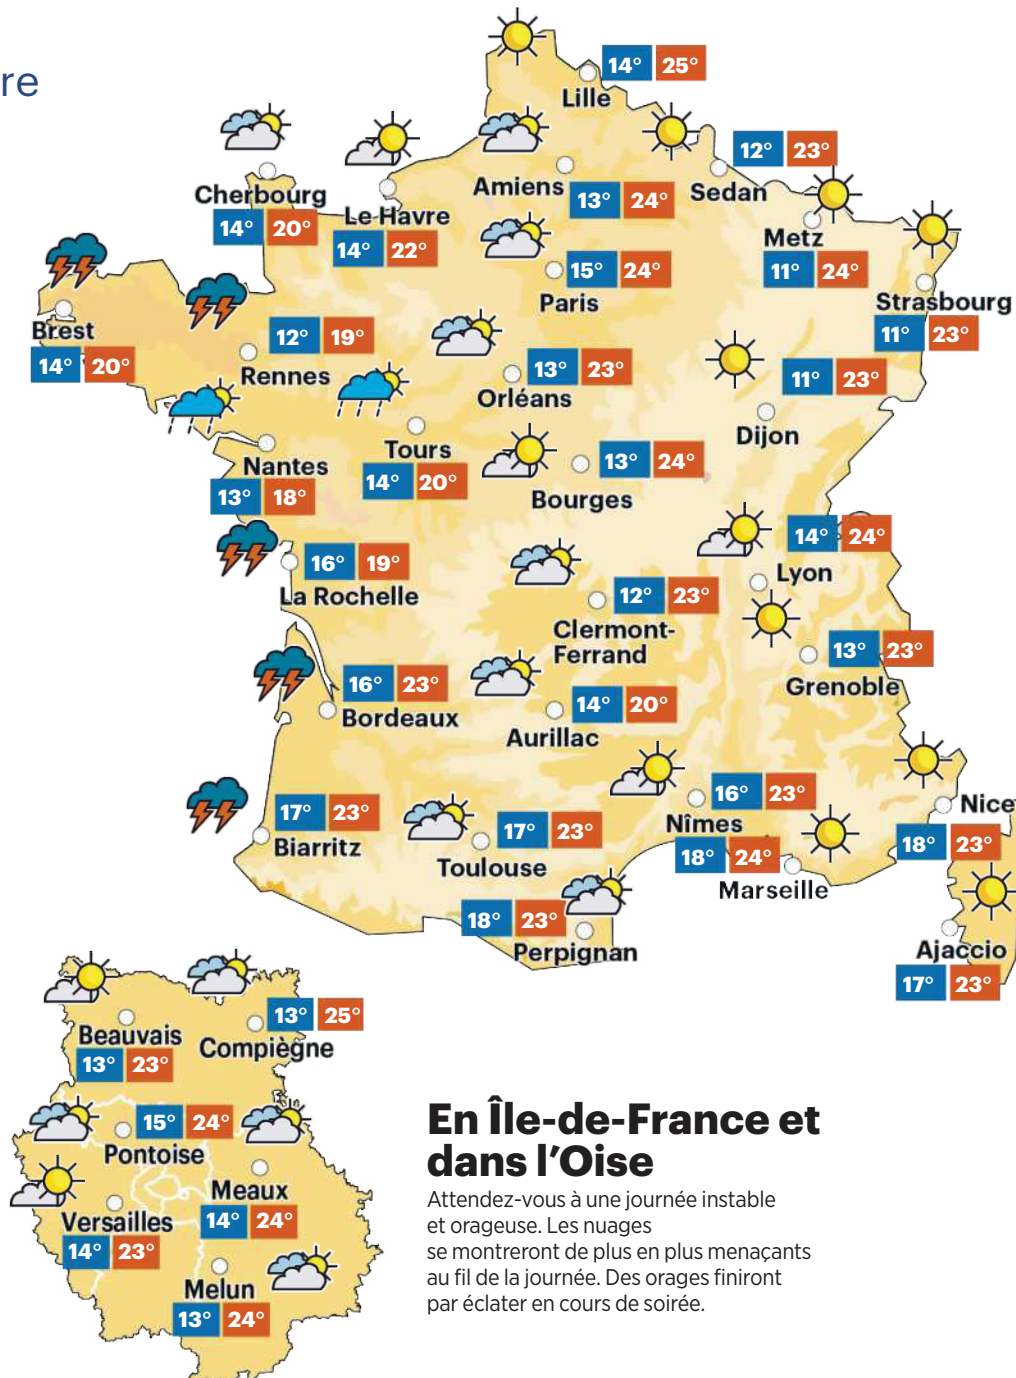 re
14° 25°
Lille
12° 23°
Sedan
Amiens
13° 24°
Cherbourg
14° 20°
Le Havre
14° 22°
Metz
11° 24°
15° 24°
Paris
Strasbourg
11° 23°
Brest
14° 20°
12° 19°
Rennes
13° 23°
Orléans
11° 23°
Dijon
Nantes
13° 18°
Tours
14° 20°
13° 24°
Bourges
14° 24°
Lyon
16° 19°
La Rochelle
12° 23°
Clermont-
Ferrand
13° 23°
Grenoble
16° 23°
Bordeaux
14° 20°
Aurillac
16° 23°
Nîmes
Nice
18° 23°
17° 23°
Biarritz
17° 23°
Toulouse
18° 24°
Marseille
18° 23°
Perpignan
Ajaccio
17° 23°
Beauvais
13° 23°
13° 25°
Compiègne
15° 24°
Pontoise
Meaux
14° 24°
Versailles
14° 23°
Melun
13° 24°
En Île-de-France et
dans l'Oise
Attendez-vous à une journée instable
et orageuse. Les nuages
se montreront de plus en plus menaçants
au fil de la journée. Des orages finiront
par éclater en cours de soirée.